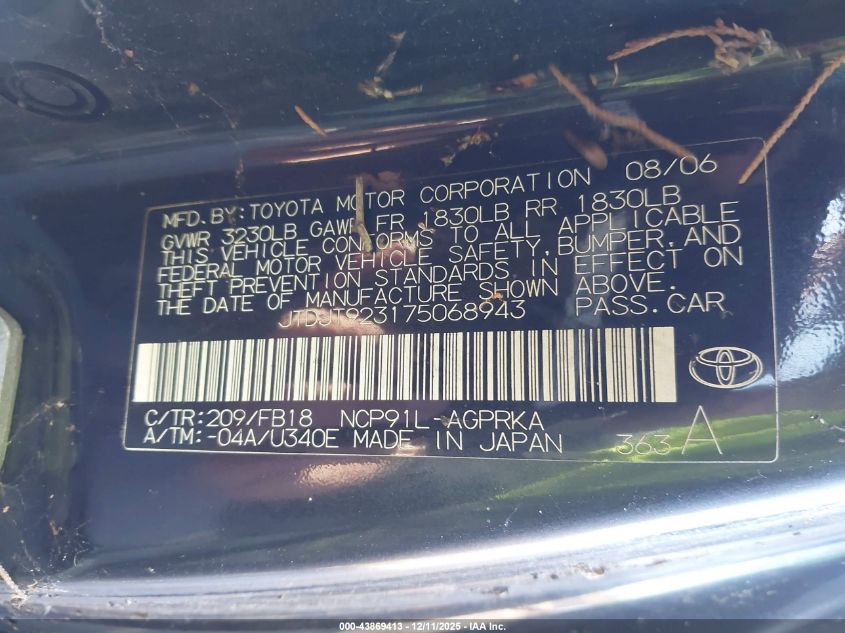 MFD. BY: TOYOTA MOTOR CORPORATION 08/06
GVWR 3230LB GAWR FR 1830LB RR 1830LB
THIS VEHICLE CONFORMS TO ALL APPLICABLE
FEDERAL MOTOR VEHICLE SAFETY, BUMPER, AND
THEFT PREVENTION STANDARDS IN EFFECT ON
THE DATE OF MANUFACTURE SHOWN ABOVE.
JTDJT923175068943 PASS. CAR
C/TR: 209/FB18 NCP91L-AGPRKA
A/TM: -04A/U340E MADE IN JAPAN 363 A
000-43869413 - 12/11/2025 - IAA Inc.